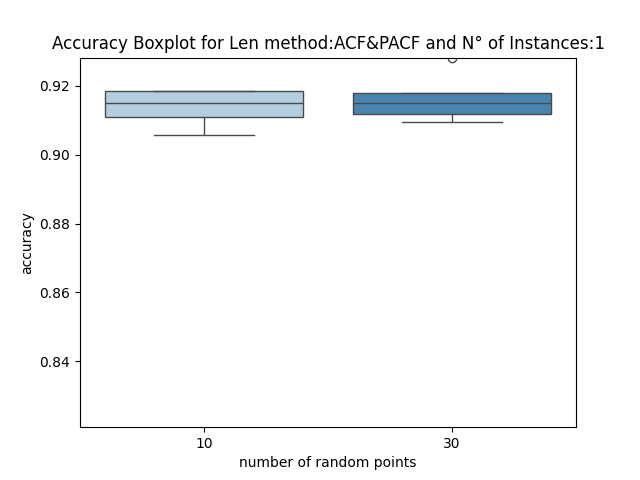 Accuracy Boxplot for Len method:ACF&PACF and N° of Instances:1
0.92
0.90
0.88
0.86
0.84
accuracy
10 30
number of random points